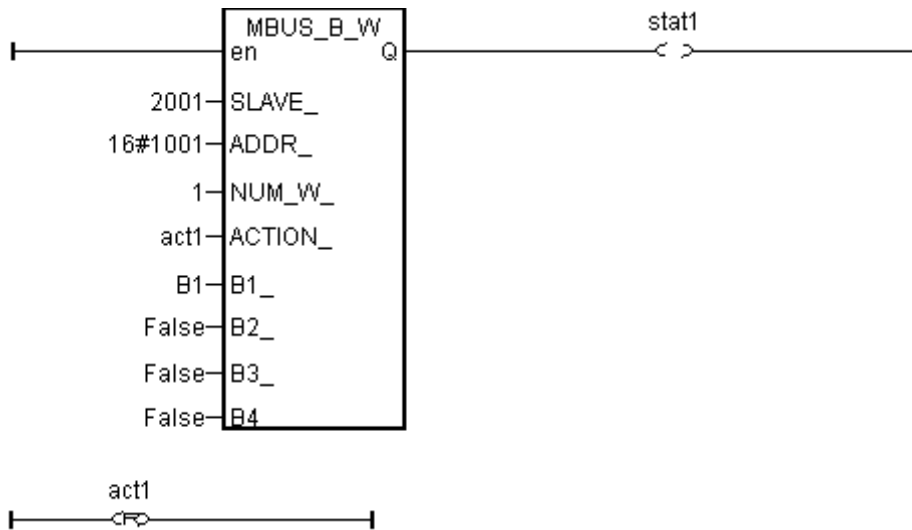 MBUS_B_W
stat1
en Q
2001 SLAVE_
16#1001 ADDR_
1 NUM_W_
act1 ACTION_
B1 B1_
False B2_
False B3_
False B4
act1
R